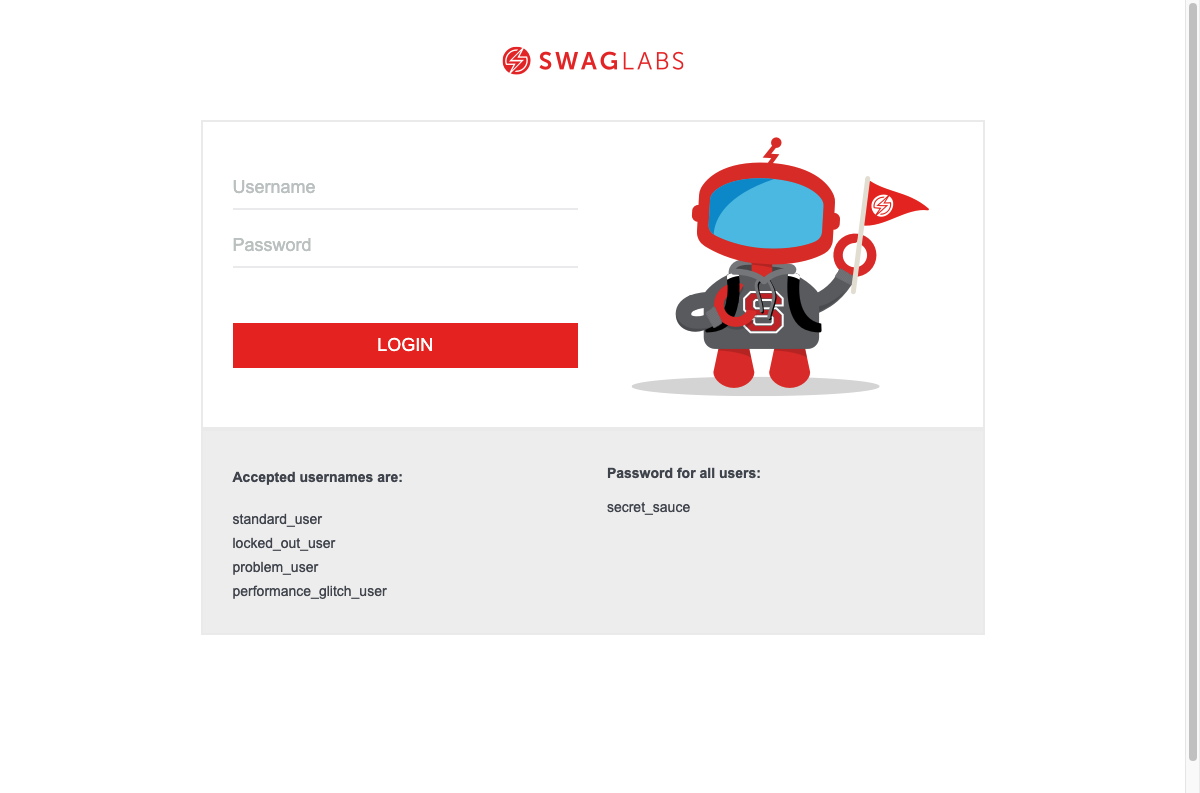 SWAGLABS
Username
Password
LOGIN
Accepted usernames are:
standard_user
locked_out_user
problem_user
performance_glitch_user
Password for all users:
secret_sauce